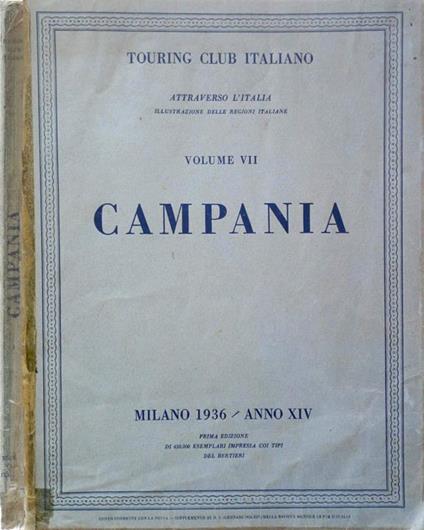 TOURING CLUB ITALIANO
ATTRAVERSO L'ITALIA
ILLUSTRAZIONE DELLE REGIONI ITALIANE
VOLUME VII
CAMPANIA
MILANO 1936 / ANNO XIV
PRIMA EDIZIONE
DI 450.000 ESEMPLARI IMPRESSA COI TIPI
DEL BERTIERI
CAMPANIA